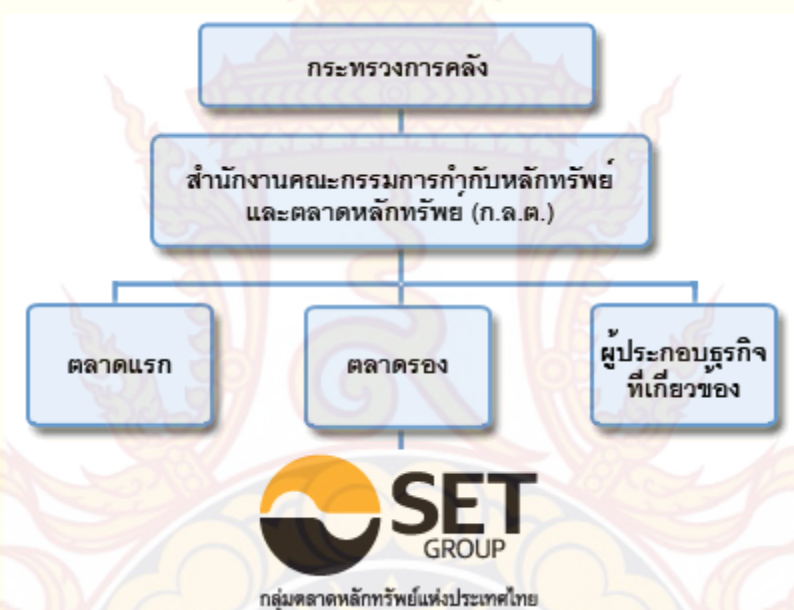 กระทรวงการคลัง
สำนักงานคณะกรรมการกำกับหลักทรัพย์
และตลาดหลักทรัพย์ (ก.ล.ต.)
ตลาดแรก
ตลาดรอง
ผู้ประกอบธุรกิจ
ที่เกี่ยวข้อง
SET
GROUP
กลุ่มตลาดหลักทรัพย์แห่งประเทศไทย